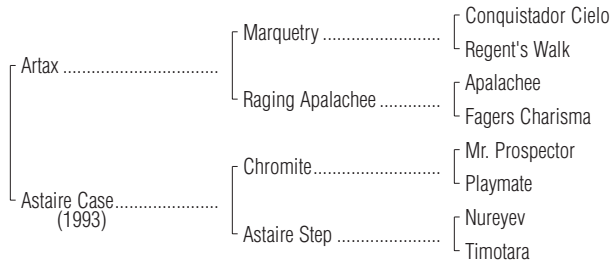 Conquistador Cielo
Marquetry ......................
Regent's Walk
Artax .............................
Apalachee
Raging Apalachee ...........
Fagers Charisma
Mr. Prospector
Chromite........................
Playmate
Astaire Case...................
(1993)
Nureyev
Astaire Step ...................
Timotara